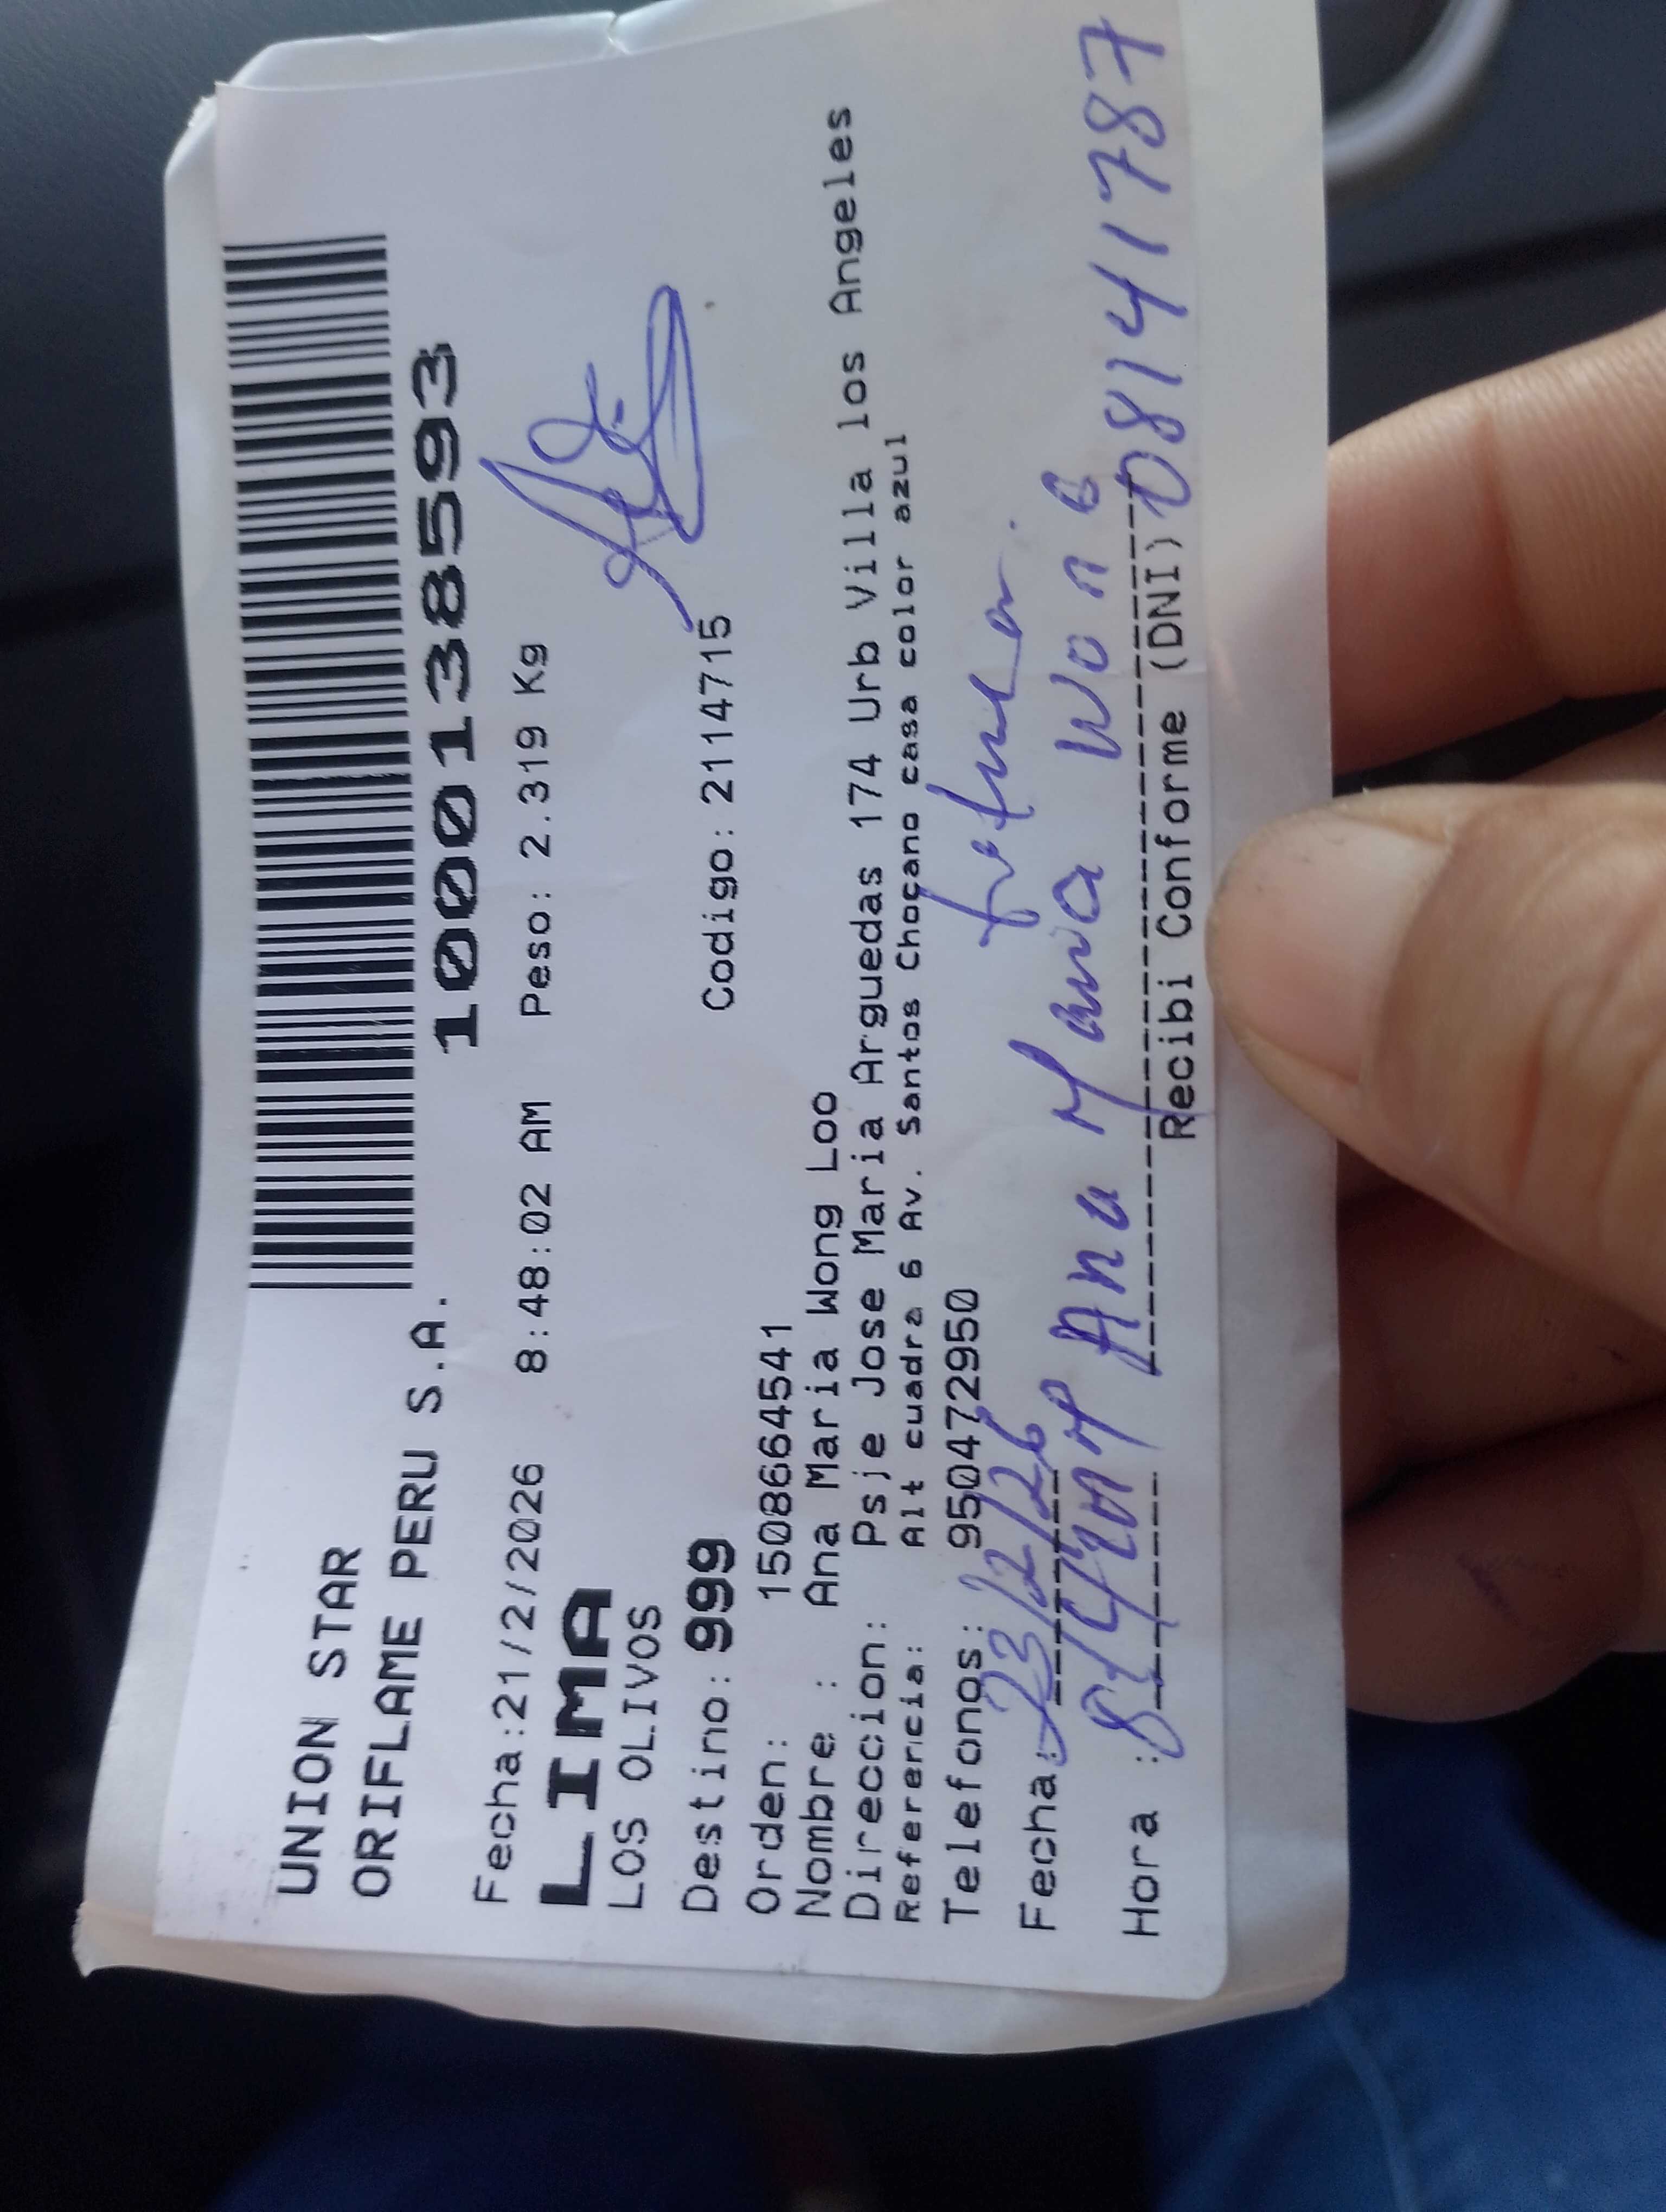 UNION STAR
ORIFLAME PERU S.A.
10001385593
Fecha:21/2/2026 8:48:02 AM Peso: 2.319 Kg
LIMA
LOS OLIVOS
Destino: 999 Codigo: 2114715
Orden: 1508664541
Nombre : Ana Maria Wong Loo
Direccion: Psje Jose Maria Arguedas 174 Urb Villa los Angeles
Referencia: Alt cuadra 6 Av. Santos Chocano casa color azul
Telefonos: 950472950
Fecha: 23/2/26
Hora : Ana Maria Wong
Recibi Conforme (DNI) 08141787